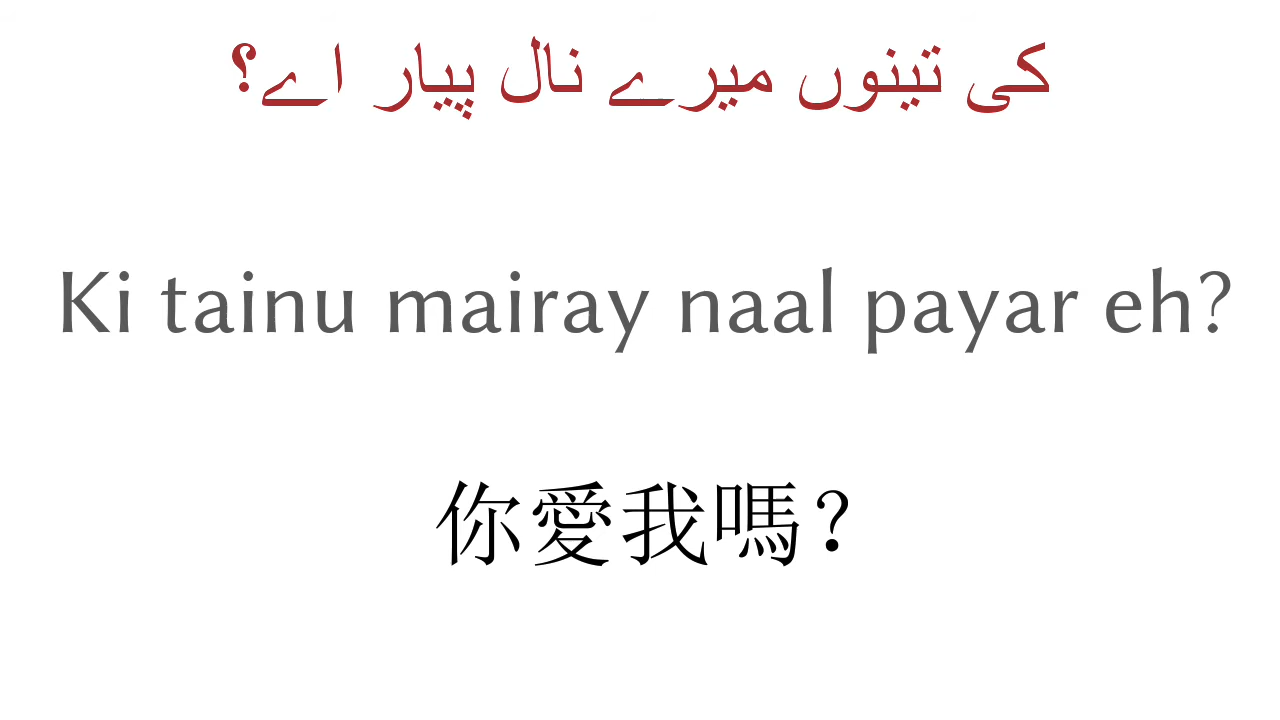 کی تینوں میرے نال پیار اے؟
Ki tainu mairay naal payar eh?
你愛我嗎？